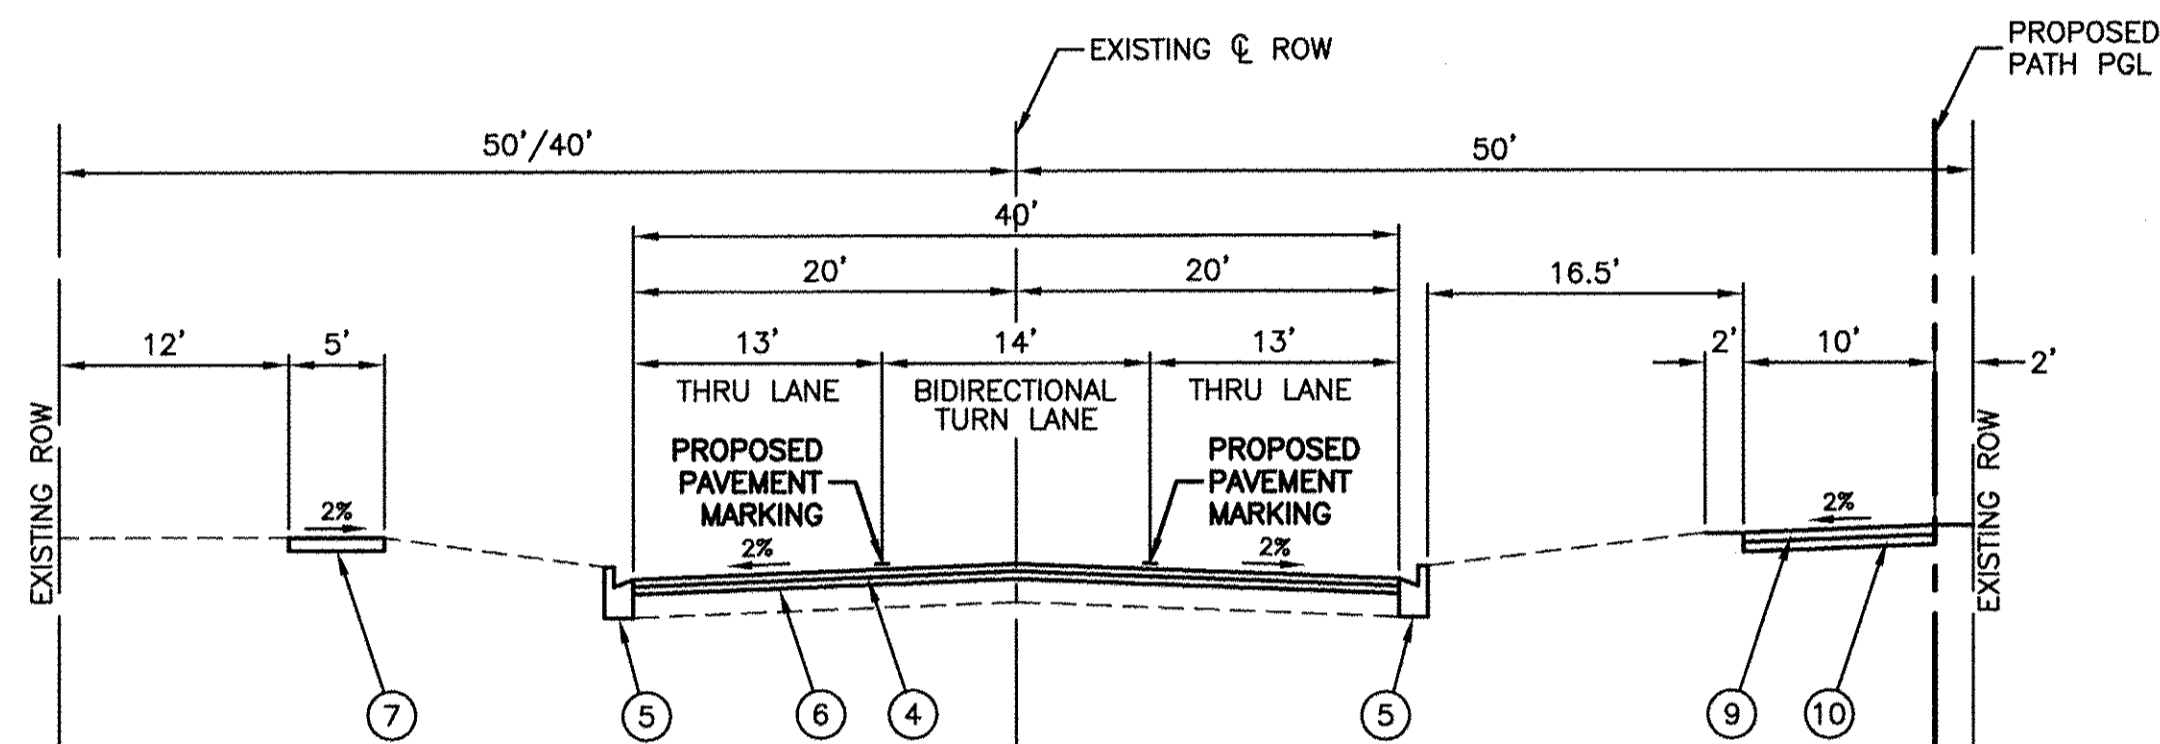 EXISTING ℄ ROW
PROPOSED
PATH PGL
50'/40'
50'
40'
20'
20'
16.5'
12'
5'
13'
14'
13'
2'
10'
2'
THRU LANE
BIDIRECTIONAL
TURN LANE
THRU LANE
PROPOSED
PAVEMENT
MARKING
PROPOSED
PAVEMENT
MARKING
EXISTING ROW
EXISTING ROW
2%
2%
2%
2%
7
5
6
4
5
9
10